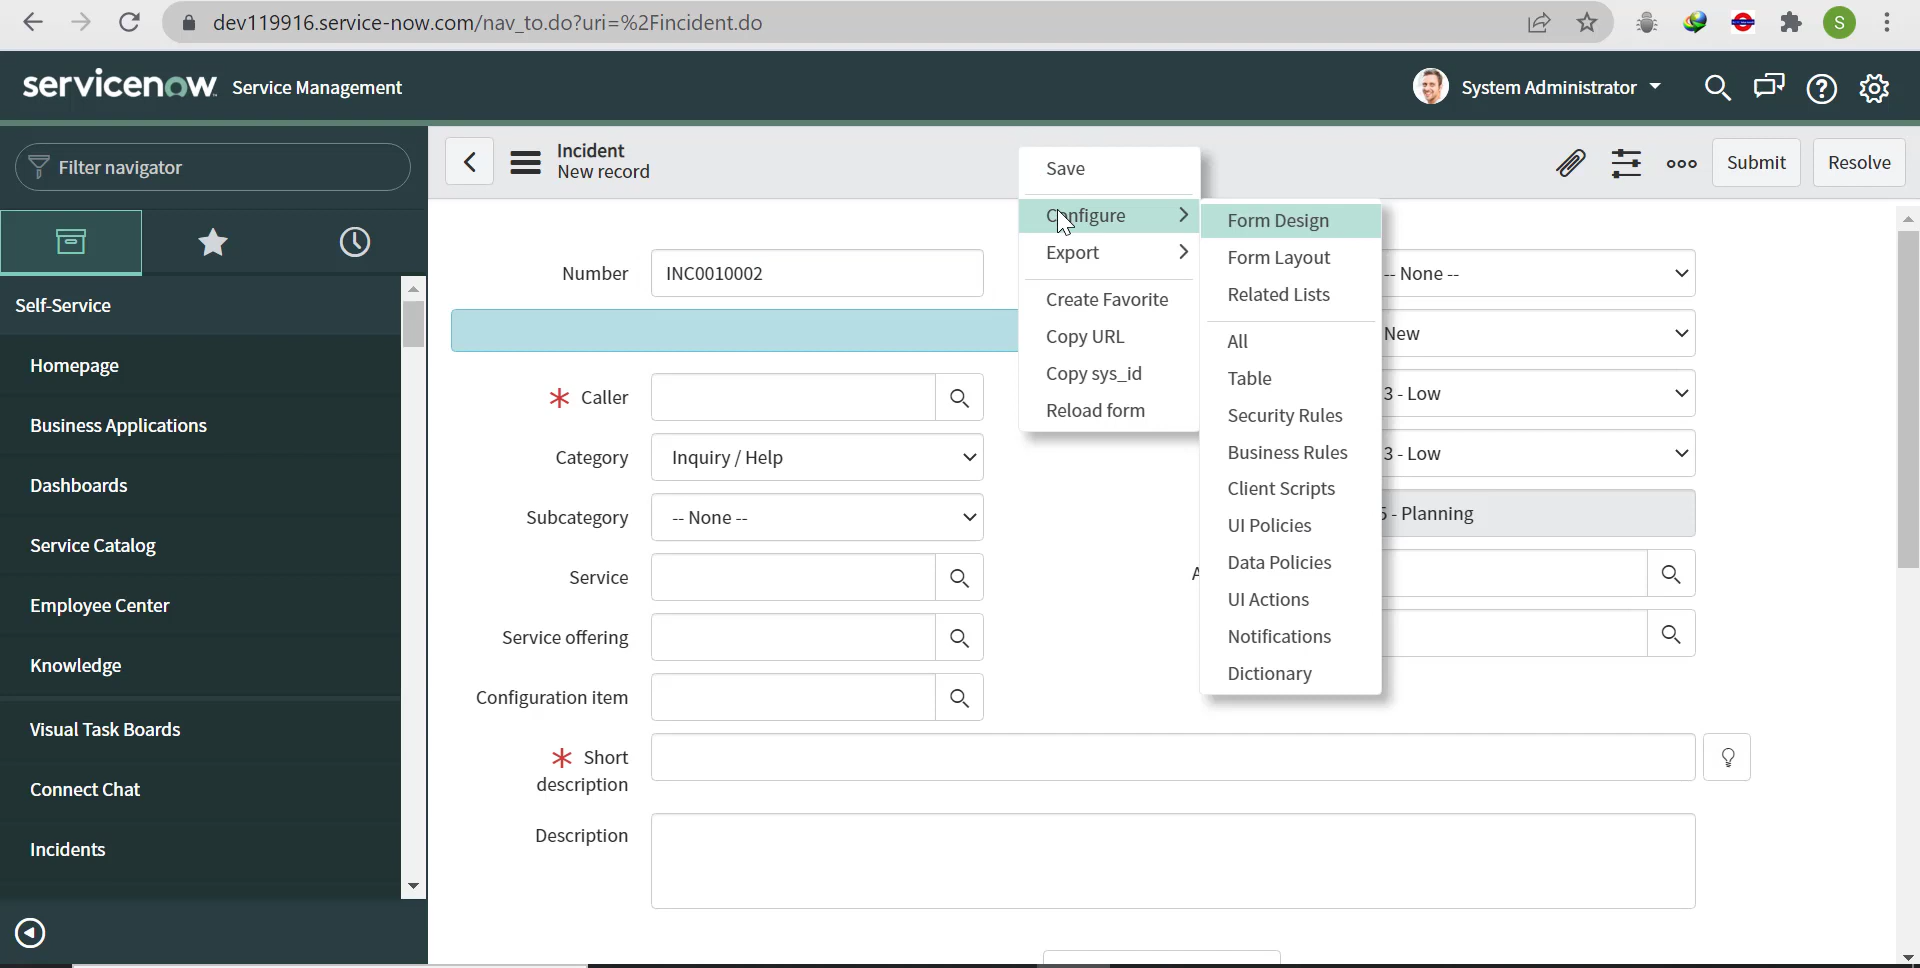 dev119916.service-now.com/nav_to.do?uri=%2Fincident.do
S
servicenow Service Management
System Administrator
Filter navigator
Self-Service
Homepage
Business Applications
Dashboards
Service Catalog
Employee Center
Knowledge
Visual Task Boards
Connect Chat
Incidents
Incident
New record
Submit
Resolve
Number INC0010002
Caller
Category Inquiry / Help
Subcategory -- None --
Service
Service offering
Configuration item
Short
description
Description
Save
Configure
Export
Create Favorite
Copy URL
Copy sys_id
Reload form
Form Design
Form Layout
Related Lists
All
Table
Security Rules
Business Rules
Client Scripts
UI Policies
Data Policies
UI Actions
Notifications
Dictionary
-- None --
New
3 - Low
3 - Low
5 - Planning